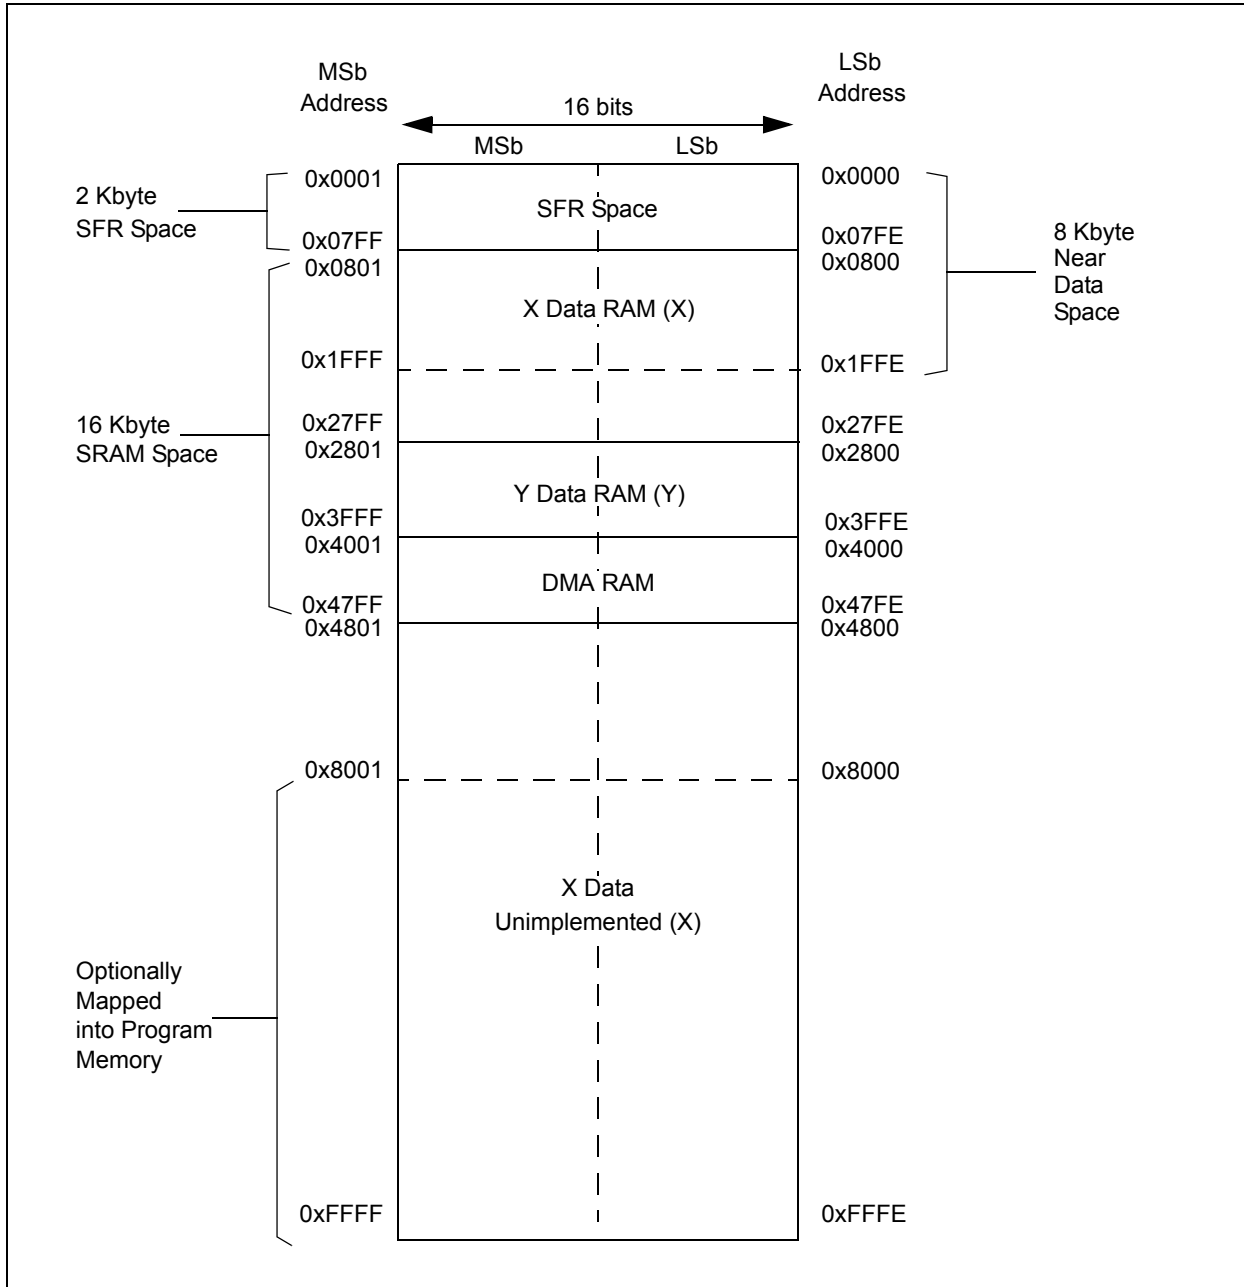 MSb
Address
LSb
Address
16 bits
MSb
LSb
2 Kbyte
SFR Space
0x0001
0x07FF
0x0801
0x1FFF
0x27FF
0x2801
0x3FFF
0x4001
0x47FF
0x4801
0x8001
0xFFFF
16 Kbyte
SRAM Space
Optionally
Mapped
into Program
Memory
SFR Space
X Data RAM (X)
Y Data RAM (Y)
DMA RAM
X Data
Unimplemented (X)
0x0000
0x07FE
0x0800
0x1FFE
0x27FE
0x2800
0x3FFE
0x4000
0x47FE
0x4800
0x8000
0xFFFE
8 Kbyte
Near
Data
Space